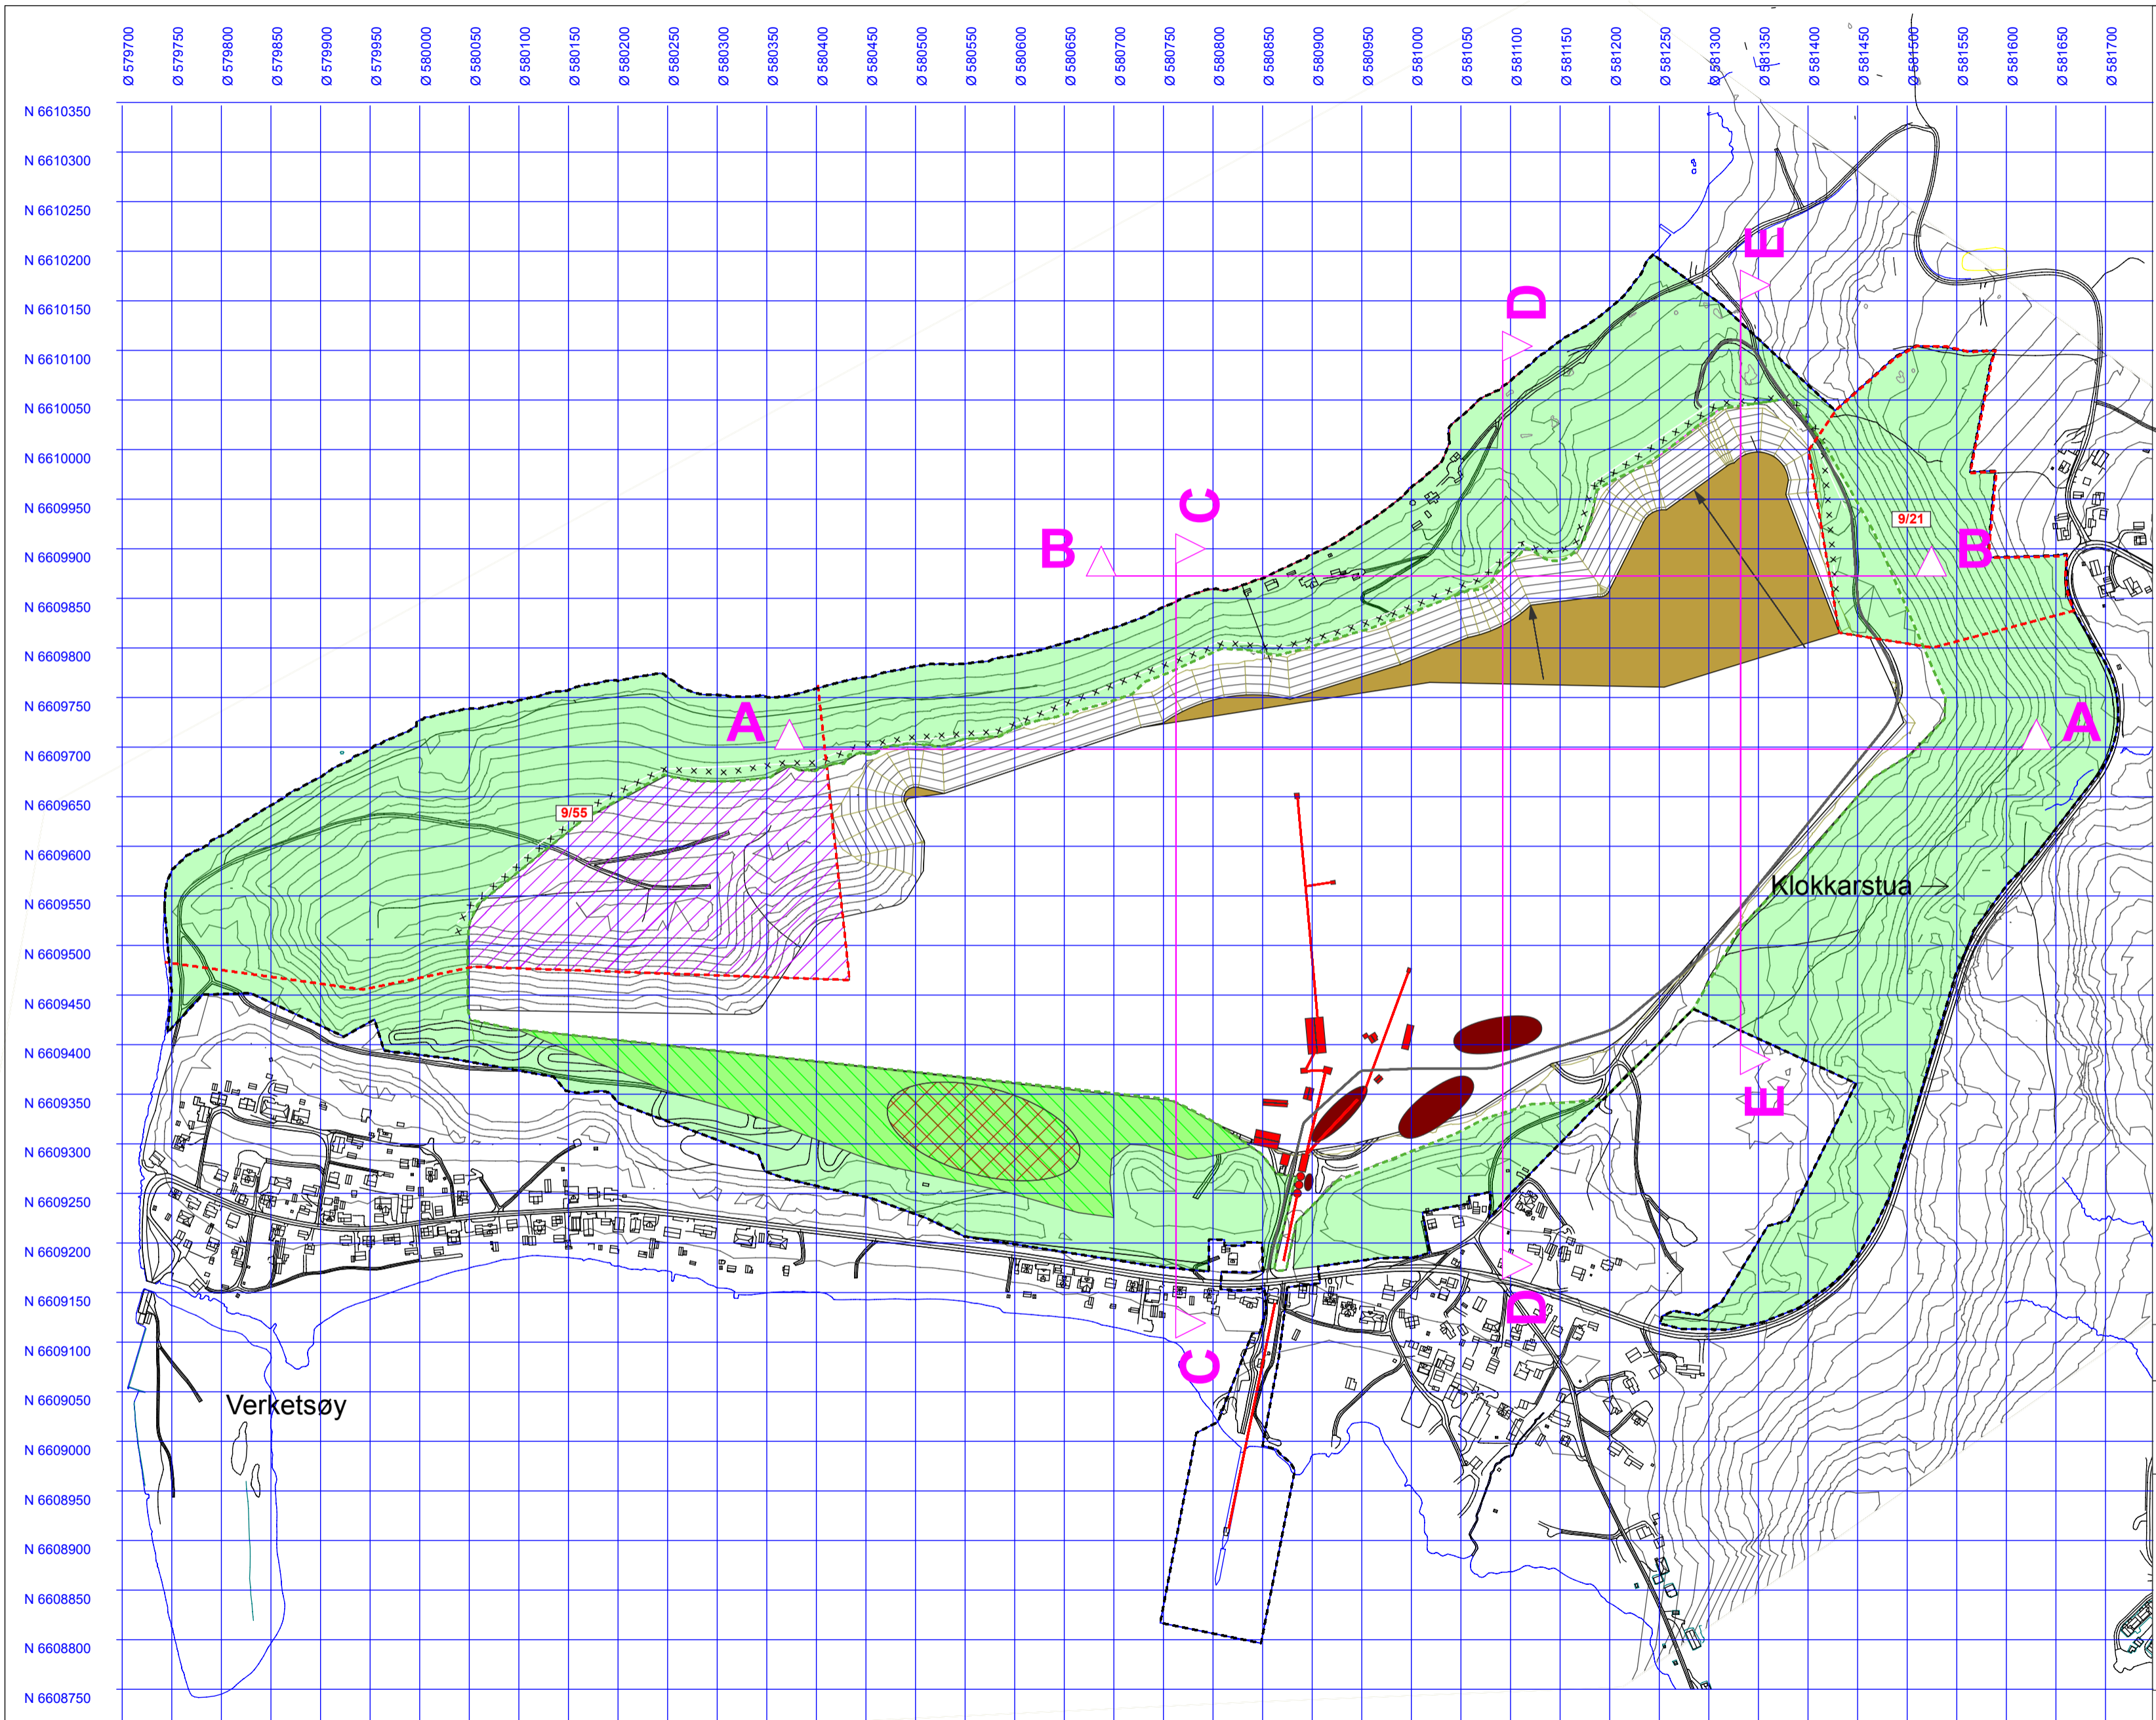 Ø 579700
Ø 579750
Ø 579800
Ø 579850
Ø 579900
Ø 579950
Ø 580000
Ø 580050
Ø 580100
Ø 580150
Ø 580200
Ø 580250
Ø 580300
Ø 580350
Ø 580400
Ø 580450
Ø 580500
Ø 580550
Ø 580600
Ø 580650
Ø 580700
Ø 580750
Ø 580800
Ø 580850
Ø 580900
Ø 580950
Ø 581000
Ø 581050
Ø 581100
Ø 581150
Ø 581200
Ø 581250
Ø 581300
Ø 581350
Ø 581400
Ø 581450
Ø 581500
Ø 581550
Ø 581600
Ø 581650
Ø 581700
N 6610350
N 6610300
N 6610250
N 6610200
N 6610150
N 6610100
N 6610050
N 6610000
N 6609950
N 6609900
N 6609850
N 6609800
N 6609750
N 6609700
N 6609650
N 6609600
N 6609550
N 6609500
N 6609450
N 6609400
N 6609350
N 6609300
N 6609250
N 6609200
N 6609150
N 6609100
N 6609050
N 6609000
N 6608950
N 6608900
N 6608850
N 6608800
N 6608750
E
D
C
B
9/21
B
A
A
9/55
Klokkarstua
E
D
C
Verketsøy